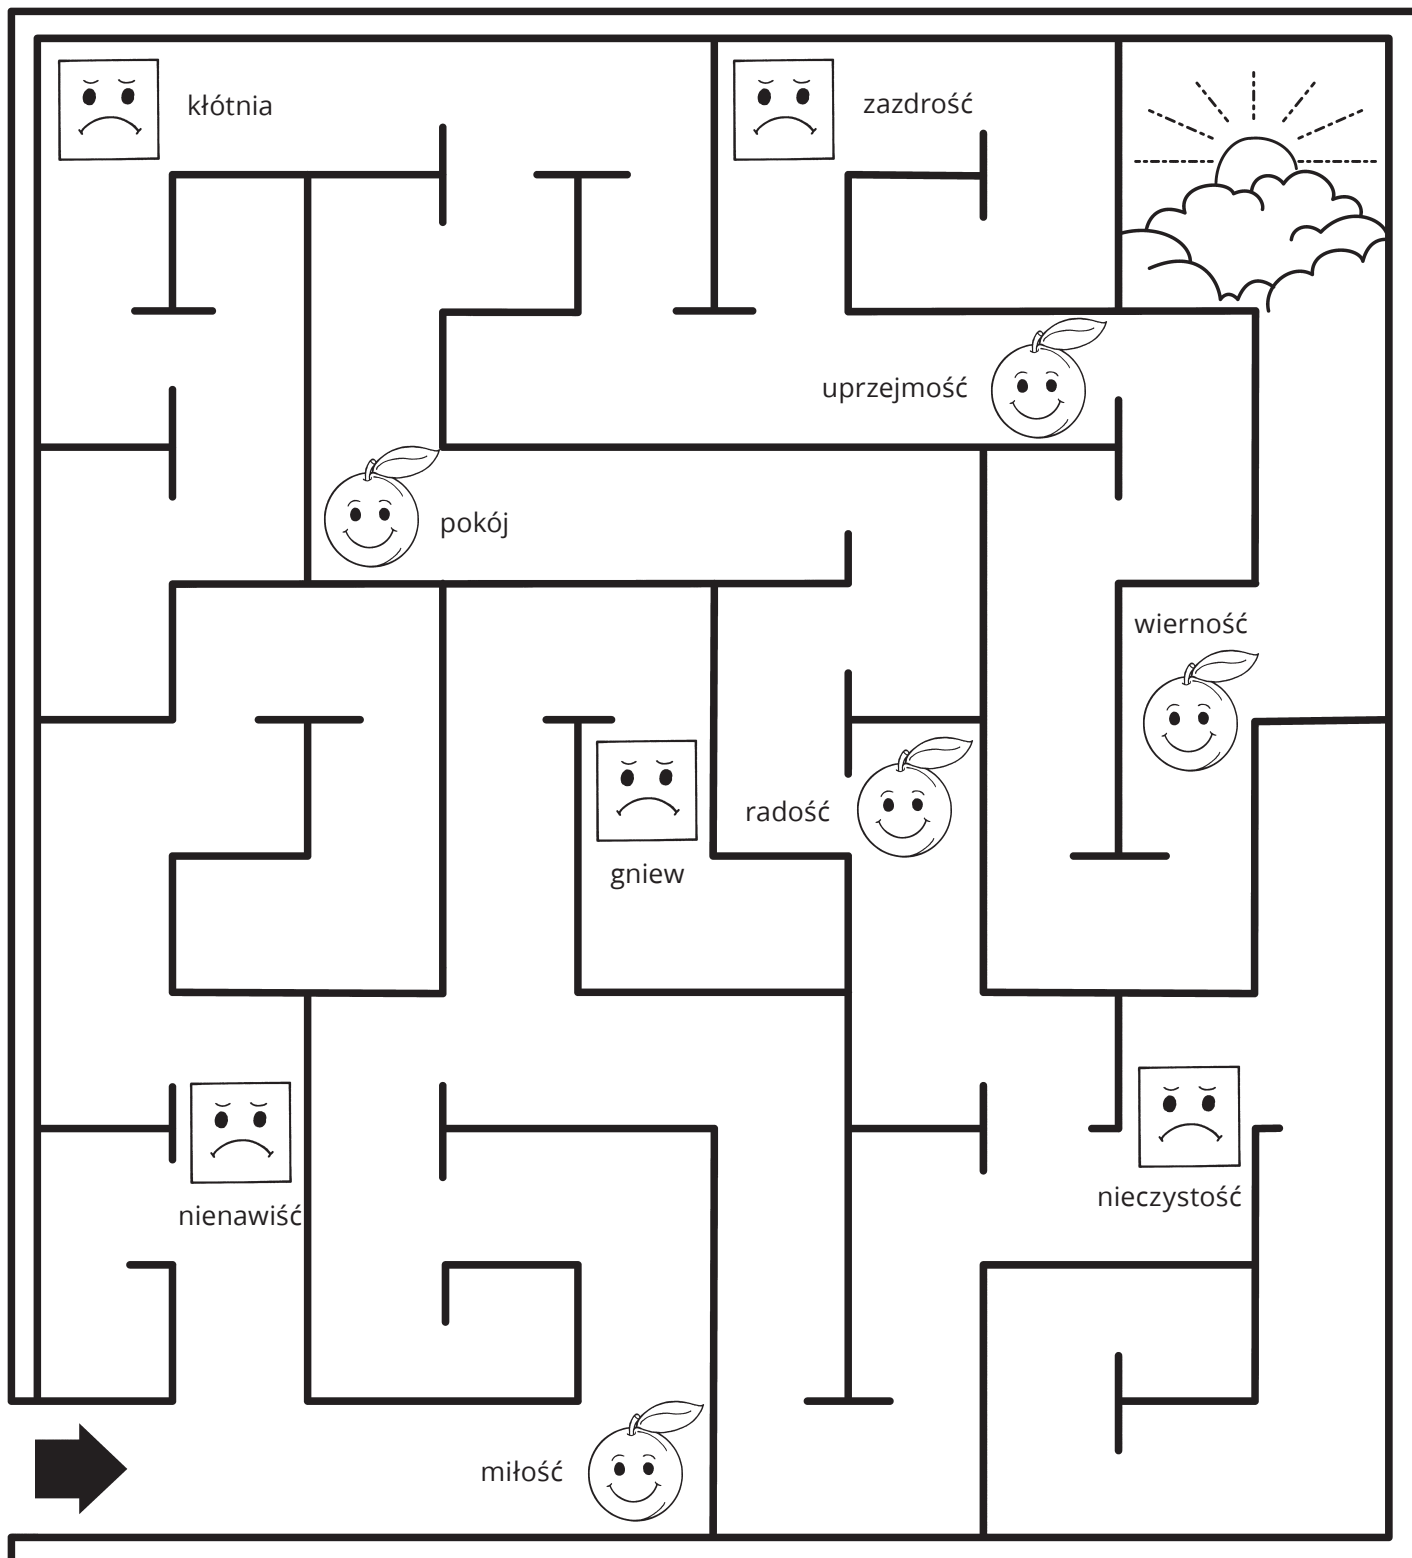 kłótnia
zazdrość
uprzejmość
pokój
wierność
radość
gniew
nieczystość
nienawiść
miłość